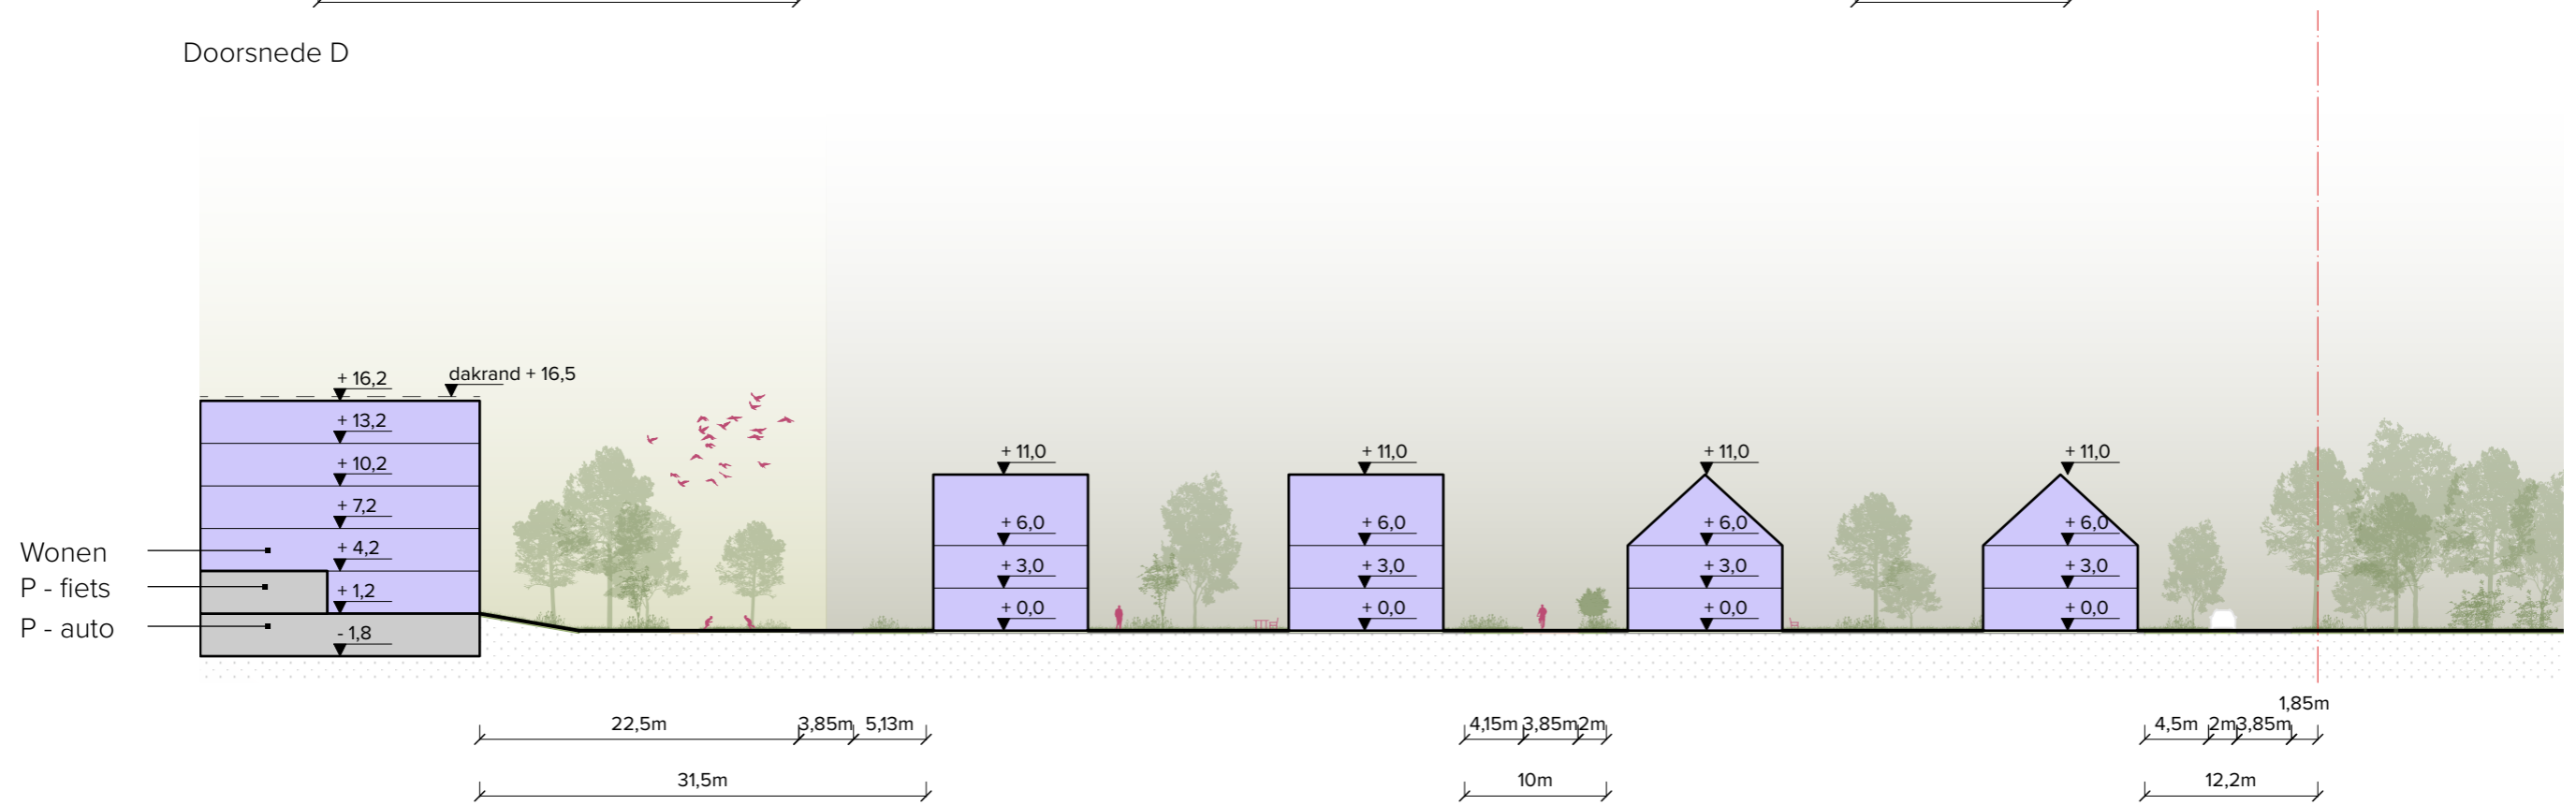 Doorsnede D
+ 16,2
dakrand + 16,5
+ 13,2
+ 10,2
+ 7,2
+ 4,2
+ 1,2
- 1,8
Wonen
P - fiets
P - auto
+ 11,0
+ 6,0
+ 3,0
+ 0,0
+ 11,0
+ 6,0
+ 3,0
+ 0,0
+ 11,0
+ 6,0
+ 3,0
+ 0,0
+ 11,0
+ 6,0
+ 3,0
+ 0,0
22,5m 3,85m 5,13m
31,5m
4,15m 3,85m 2m
10m
1,85m
4,5m 2m 3,85m
12,2m